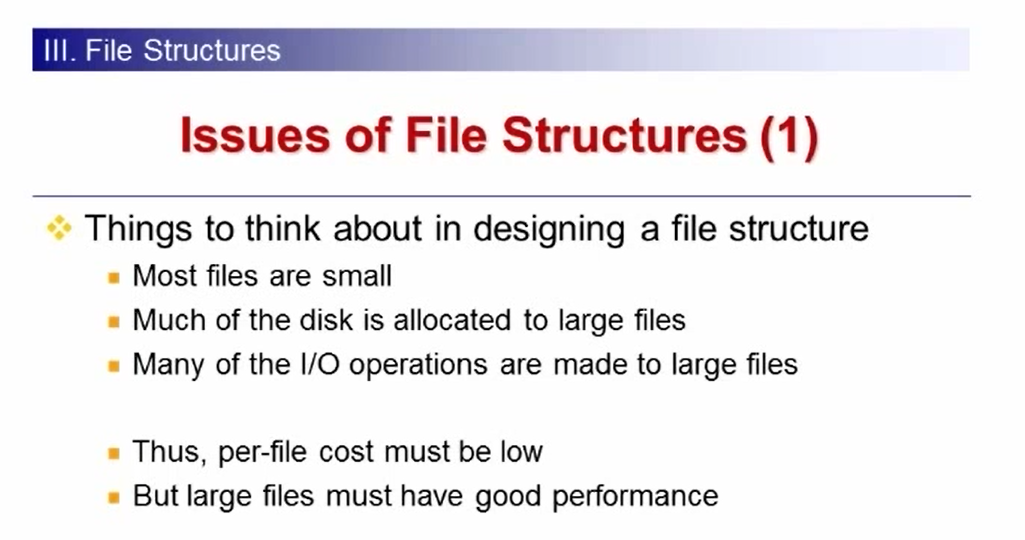 III. File Structures
Issues of File Structures (1)
Things to think about in designing a file structure
Most files are small
Much of the disk is allocated to large files
Many of the I/O operations are made to large files
Thus, per-file cost must be low
But large files must have good performance